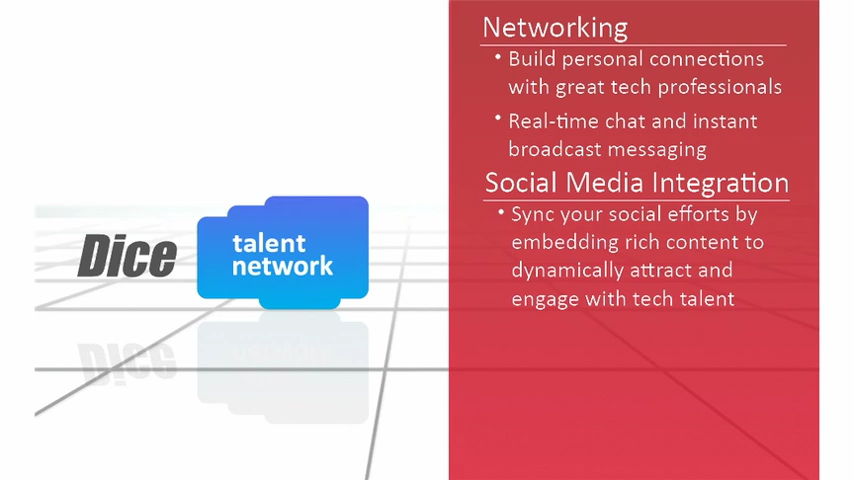 Networking
• Build personal connections
with great tech professionals
• Real-time chat and instant
broadcast messaging
Social Media Integration
• Sync your social efforts by
embedding rich content to
dynamically attract and
engage with tech talent
Dice
talent
network